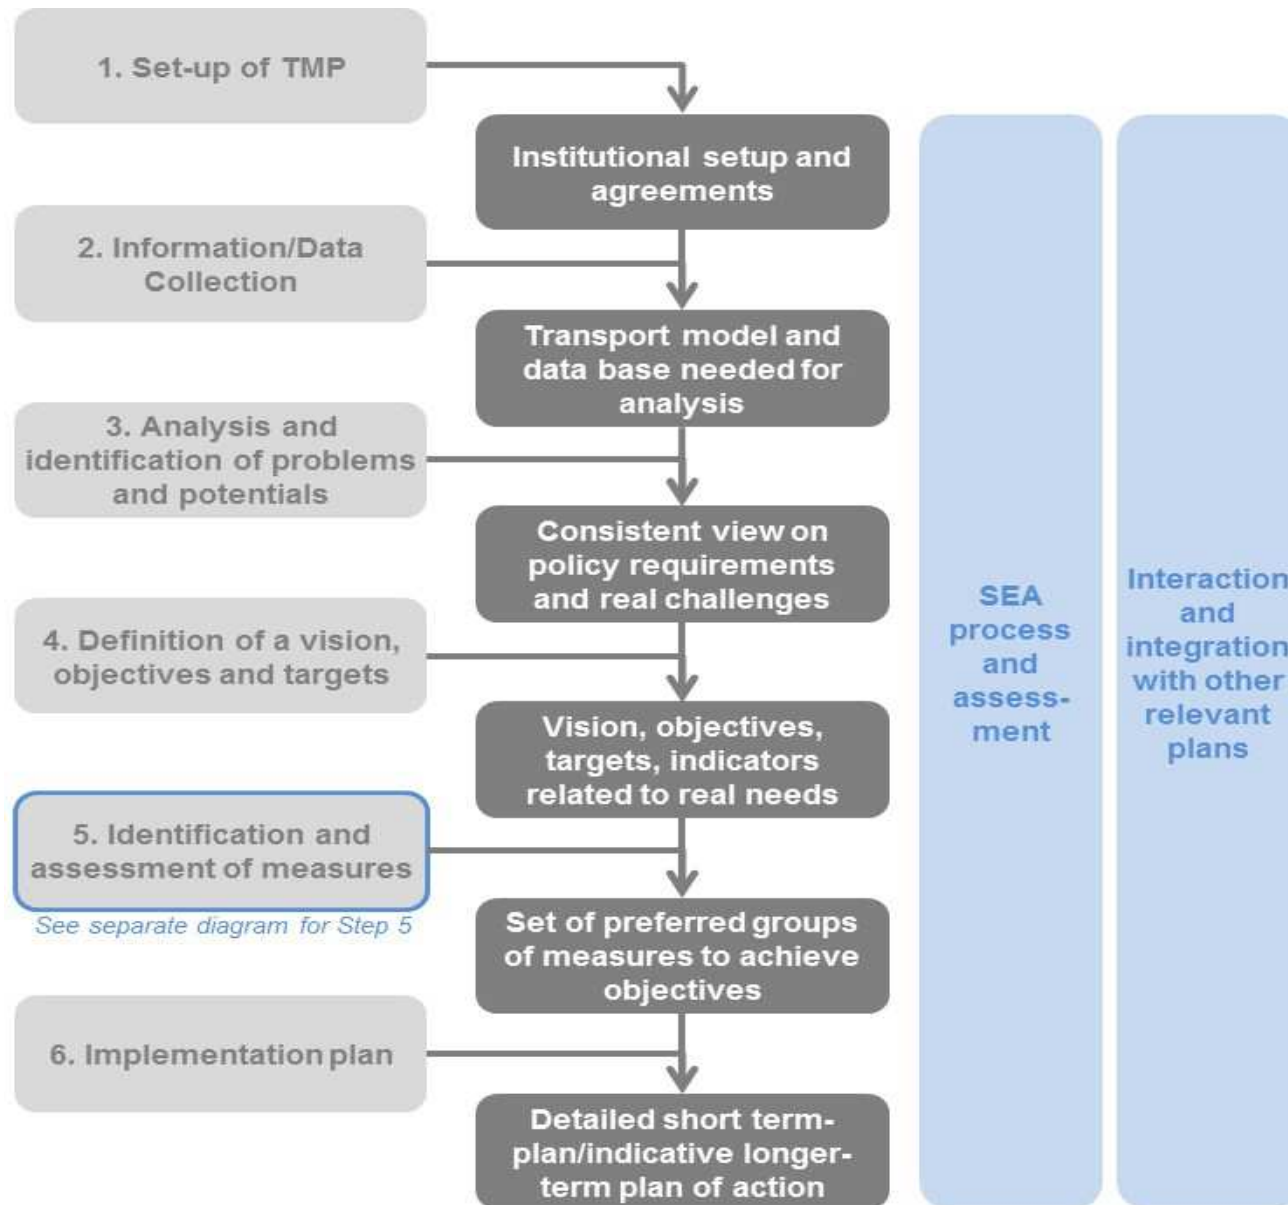 1. Set-up of TMP
Institutional setup and
agreements
2. Information/Data
Collection
Transport model and
data base needed for
analysis
3. Analysis and
identification of problems
and potentials
Consistent view on
policy requirements
and real challenges
4. Definition of a vision,
objectives and targets
Vision, objectives,
targets, indicators
related to real needs
5. Identification and
assessment of measures
See separate diagram for Step 5
Set of preferred groups
of measures to achieve
objectives
6. Implementation plan
Detailed short term-
plan/indicative longer-
term plan of action
SEA
process
and
assess-
ment
Interaction
and
integration
with other
relevant
plans